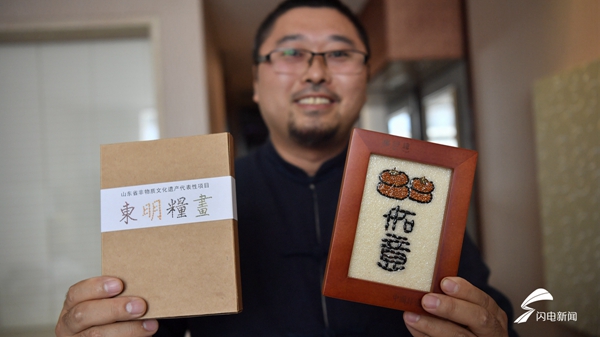 山东省非物质文化遗产代表性项目
東明糧畫
意
闪电新闻